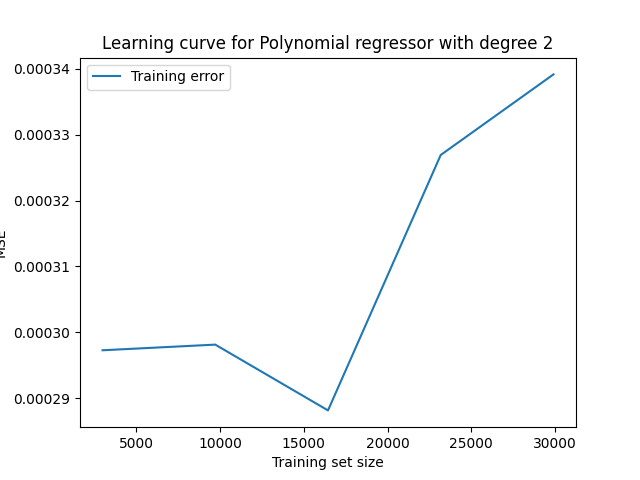 Learning curve for Polynomial regressor with degree 2
Training error
0.00034
0.00033
0.00032
0.00031
0.00030
0.00029
MSE
5000 10000 15000 20000 25000 30000
Training set size